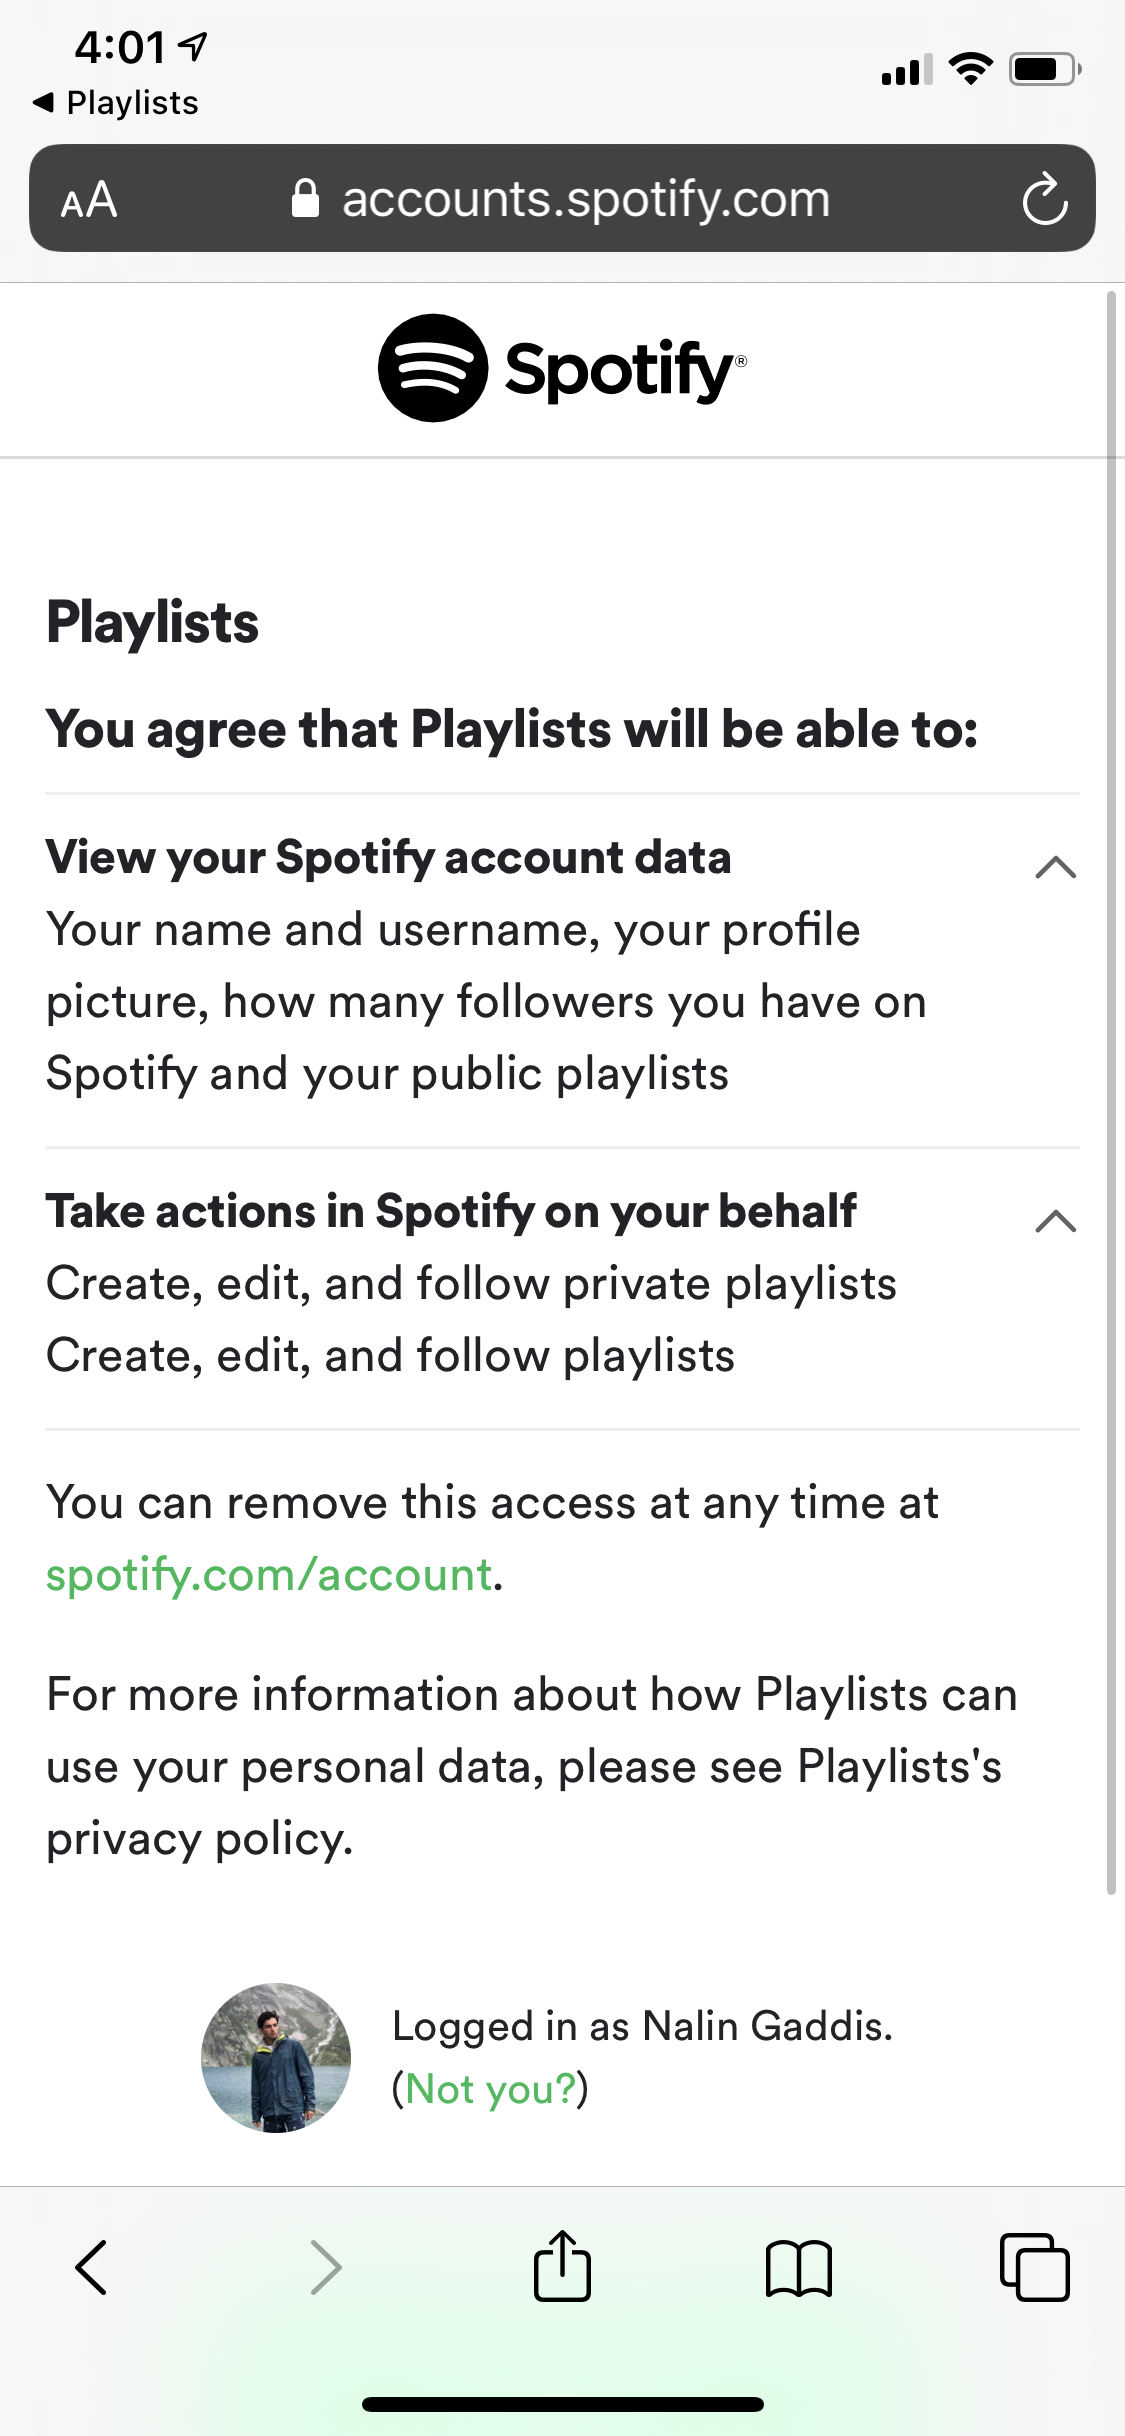 4:01
Playlists
AA accounts.spotify.com
Spotify®
Playlists
You agree that Playlists will be able to:
View your Spotify account data
Your name and username, your profile
picture, how many followers you have on
Spotify and your public playlists
Take actions in Spotify on your behalf
Create, edit, and follow private playlists
Create, edit, and follow playlists
You can remove this access at any time at
spotify.com/account.
For more information about how Playlists can
use your personal data, please see Playlists's
privacy policy.
Logged in as Nalin Gaddis.
(Not you?)